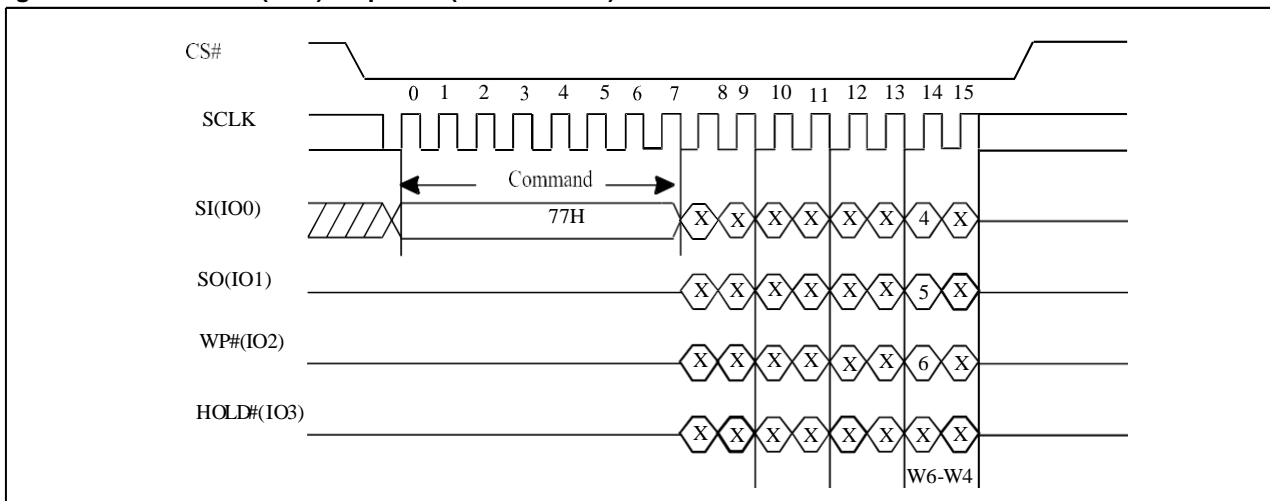 CS#
0 1 2 3 4 5 6 7 8 9 10 11 12 13 14 15
SCLK
Command
SI(IO0)
77H
X X X X X X 4 X
SO(IO1)
X X X X X X 5 X
WP#(IO2)
X X X X X X 6 X
HOLD#(IO3)
X X X X X X X X
W6-W4